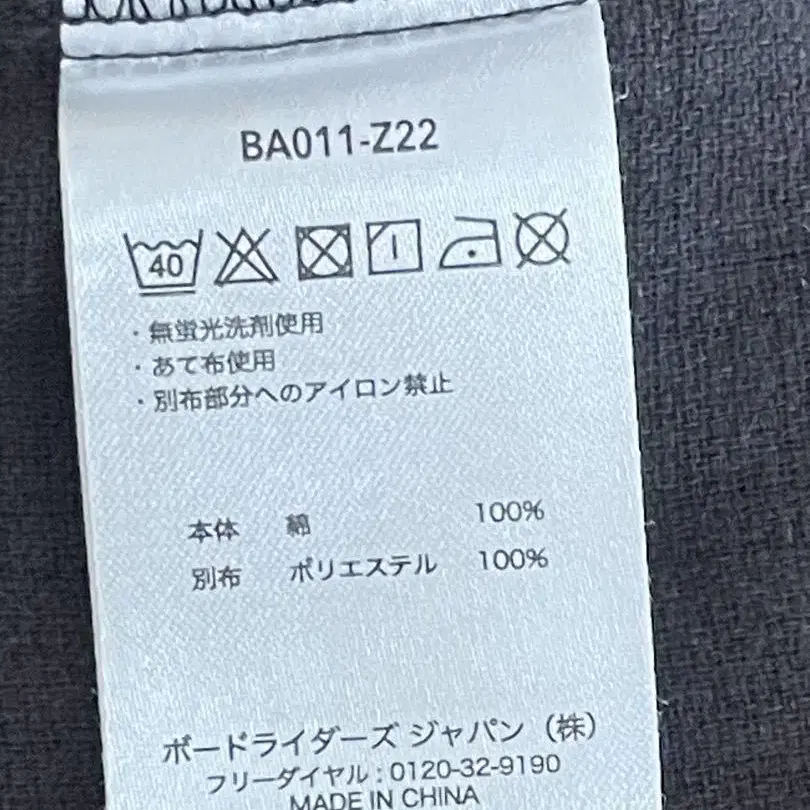 BA011-Z22
40
・無蛍光洗剤使用
・あて布使用
・別布部分へのアイロン禁止
本体 綿 100%
別布 ポリエステル 100%
ボードライダーズ ジャパン（株）
フリーダイヤル：0120-32-9190
MADE IN CHINA